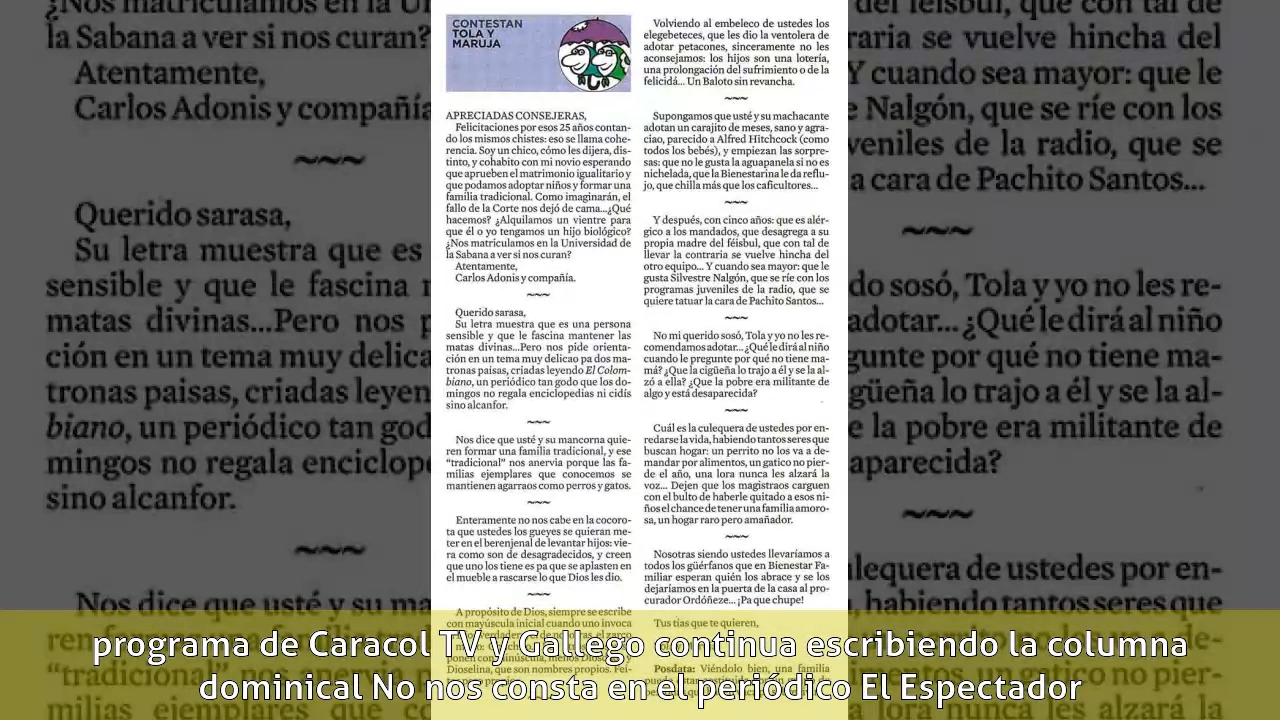 CONTESTAN
TOLA Y
MARUJA
APRECIADAS CONSEJERAS,
Felicitaciones por esos 25 años contan-
do los mismos chistes: eso se llama cohe-
rencia. Soy un chico, cómo les dijera, dis-
tinto, y cohabito con mi novio esperando
que aprueben el matrimonio igualitario y
que podamos adoptar niños y formar una
familia tradicional. Como imaginarán, el
fallo de la Corte nos dejó de cama...¿Qué
hacemos? ¿Alquilamos un vientre para
que él o yo tengamos un hijo biológico?
¿Nos matriculamos en la Universidad de
la Sabana a ver si nos curan?
Atentamente,
Carlos Adonis y compañía.
~~~
Querido sarasa,
Su letra muestra que es una persona
sensible y que le fascina mantener las
matas divinas...Pero nos pide orienta-
ción en un tema muy delicao pa dos ma-
tronas paisas, criadas leyendo El Colom-
biano, un periódico tan godo que los do-
mingos no regala enciclopedias ni cidís
sino alcanfor.
~~~
Nos dice que usté y su mancorna quie-
ren formar una familia tradicional, y ese
“tradicional” nos anervia porque las fa-
milias ejemplares que conocemos se
mantienen agarraos como perros y gatos.
~~~
Enteramente no nos cabe en la cocoro-
ta que ustedes los gueyes se quieran me-
ter en el berenjenal de levantar hijos: vie-
ra como son de desagradecidos, y creen
que uno los tiene es pa que se aplasten en
el mueble a rascarse lo que Dios les dio.
~~~
A propósito de Dios, siempre se escribe
con mayúscula inicial cuando uno invoca
Dioselina, que son nombres propios. Fei-
Volviendo al embeleco de ustedes los
elegebeteces, que les dio la ventolera de
adotar petacones, sinceramente no les
aconsejamos: los hijos son una lotería,
una prolongación del sufrimiento o de la
felicidá... Un Baloto sin revancha.
~~~
Supongamos que usté y su machacante
adotan un carajito de meses, sano y agra-
ciao, parecido a Alfred Hitchcock (como
todos los bebés), y empiezan las sorpre-
sas: que no le gusta la aguapanela si no es
nichelada, que la Bienestarina le da reflu-
jo, que chilla más que los caficultores...
~~~
Y después, con cinco años: que es alér-
gico a los mandados, que desagrega a su
propia madre del féisbul, que con tal de
llevar la contraria se vuelve hincha del
otro equipo... Y cuando sea mayor: que le
gusta Silvestre Nalgón, que se ríe con los
programas juveniles de la radio, que se
quiere tatuar la cara de Pachito Santos...
~~~
No mi querido sosó, Tola y yo no les re-
comendamos adotar... ¿Qué le dirá al niño
cuando le pregunte por qué no tiene ma-
má? ¿Que la cigüeña lo trajo a él y se la al-
zó a ella? ¿Que la pobre era militante de
algo y está desaparecida?
~~~
Cuál es la culequera de ustedes por en-
redarse la vida, habiendo tantos seres que
buscan hogar: un perrito no los va a de-
mandar por alimentos, un gatico no pier-
de el año, una lora nunca les alzará la
voz... Dejen que los magistraos carguen
con el bulto de haberle quitado a esos ni-
ños el chance de tener una familia amoro-
sa, un hogar raro pero amañador.
~~~
Nosotras siendo ustedes llevaríamos a
todos los güérfanos que en Bienestar Fa-
miliar esperan quién los abrace y se los
dejaríamos en la puerta de la casa al pro-
curador Ordóñeze... ¡Pa que chupe!
Tus tías que te quieren,
Posdata: Viéndolo bien, una familia
programa de Caracol TV y Gallego continua escribiendo la columna
dominical No nos consta en el periódico El Espectador